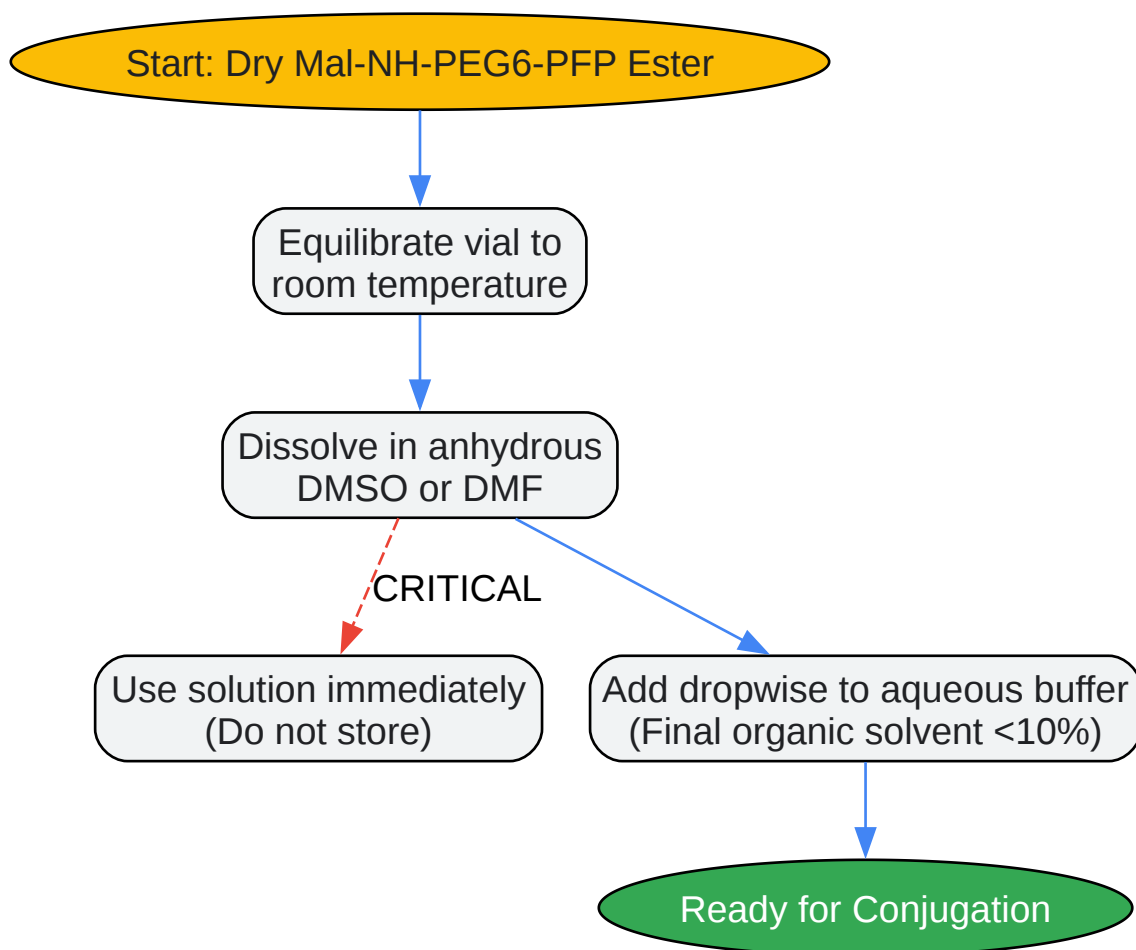 Start: Dry Mal-NH-PEG6-PFP Ester
Equilibrate vial to
room temperature
Dissolve in anhydrous
DMSO or DMF
CRITICAL
Use solution immediately
(Do not store)
Add dropwise to aqueous buffer
(Final organic solvent <10%)
Ready for Conjugation